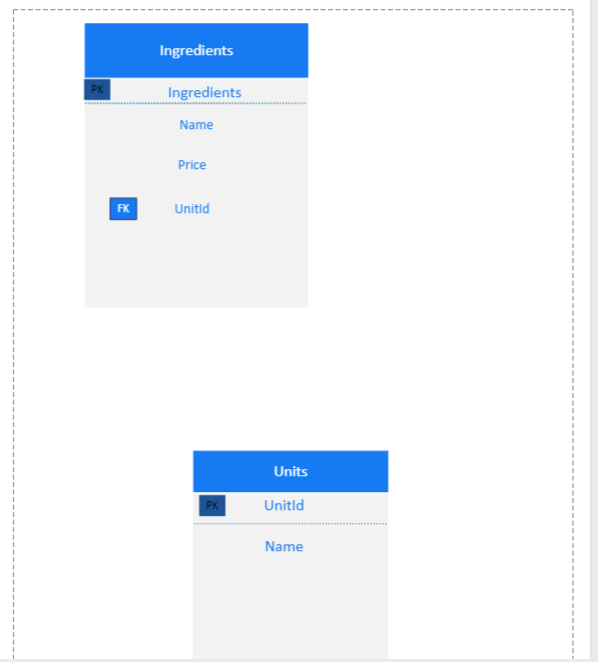 Ingredients
PK Ingredients
Name
Price
FK UnitId
Units
PK UnitId
Name